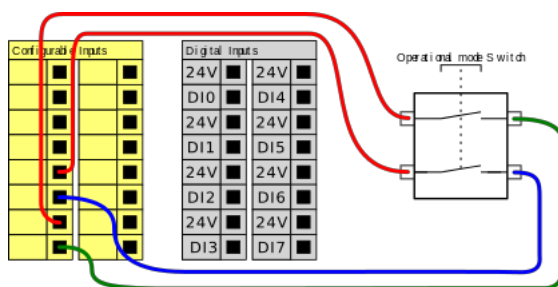 Configurable Inputs
Digital Inputs
Operational mode Switch
24V 24V
DI0 DI4
24V 24V
DI1 DI5
24V 24V
DI2 DI6
24V 24V
DI3 DI7